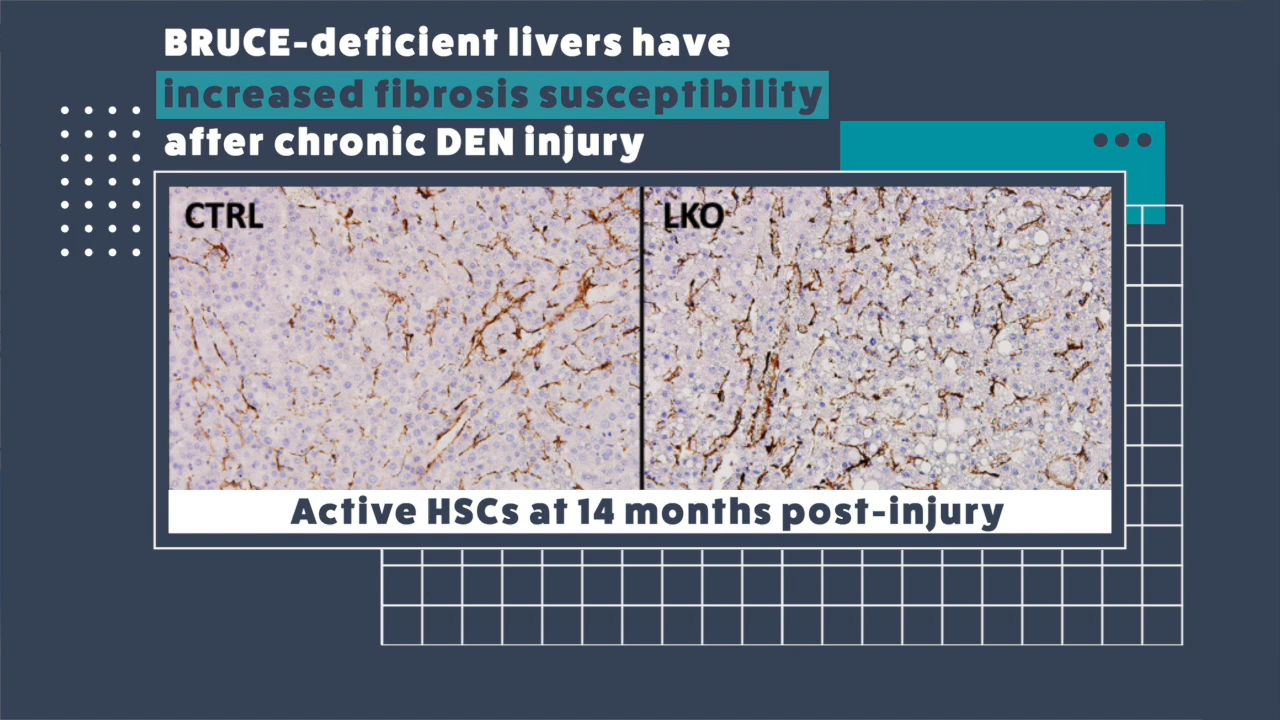 BRUCE-deficient livers have
increased fibrosis susceptibility
after chronic DEN injury
CTRL
LKO
Active HSCs at 14 months post-injury